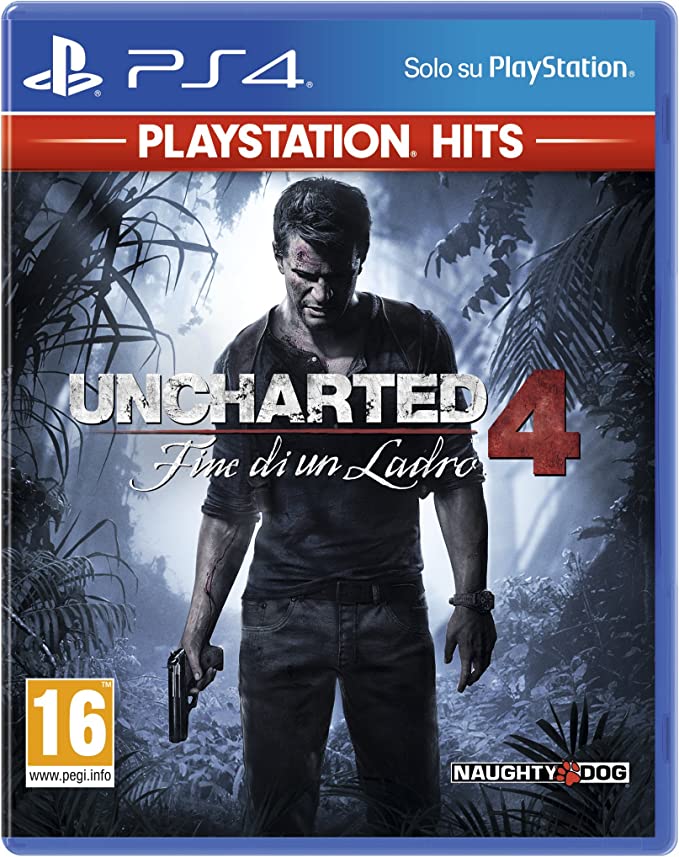 PS4
Solo su PlayStation
PLAYSTATION HITS
UNCHARTED 4
Fine di un Ladro
16
www.pegi.info
NAUGHTY DOG